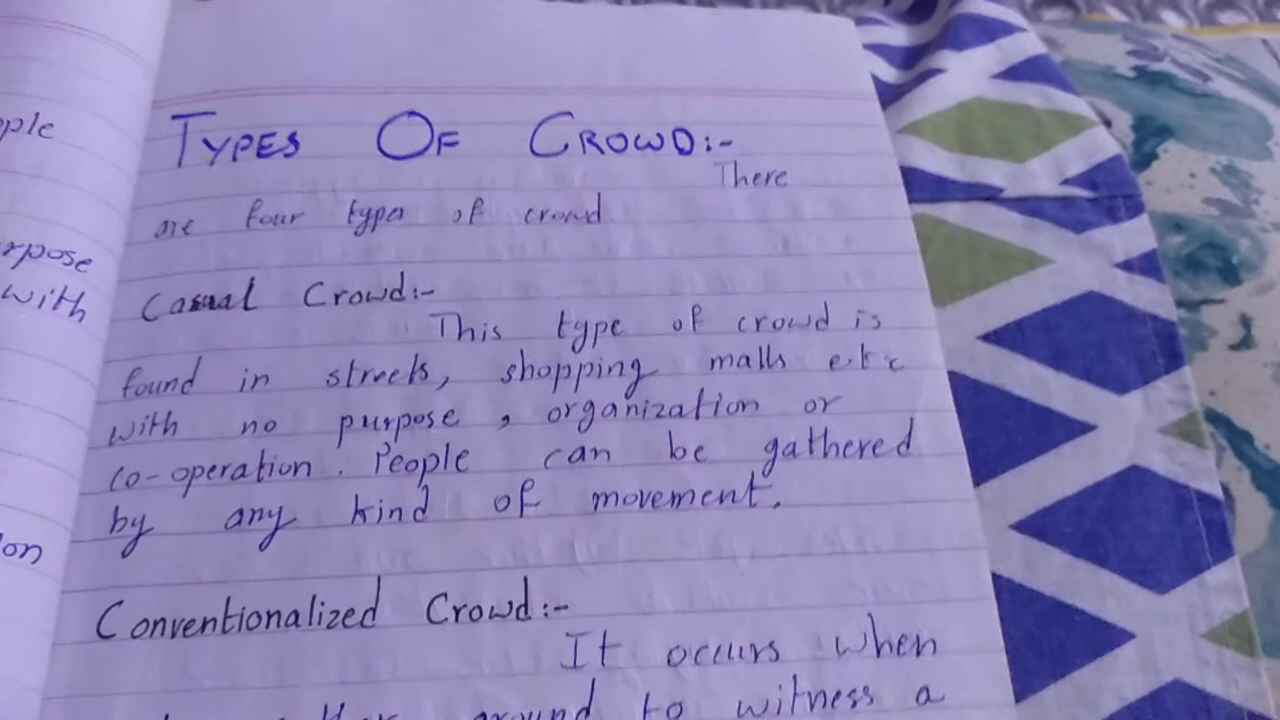 ple
rpose
with
on
TYPES OF CROWD:-
There
are four types of crowd
Casual Crowd:-
This type of crowd is
found in streets, shopping malls etc
with no purpose, organization or
co-operation. People can be gathered
by any kind of movement.
Conventionalized Crowd:-
It occurs when
around to witness a